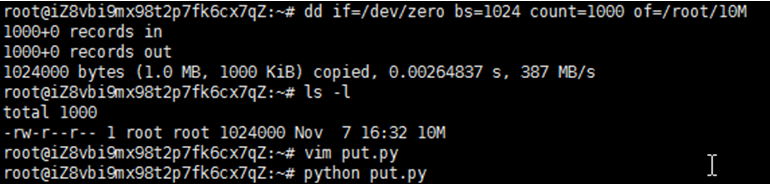 root@iZ8vbi9mx98t2p7fk6cx7qZ:~# dd if=/dev/zero bs=1024 count=1000 of=/root/10M
1000+0 records in
1000+0 records out
1024000 bytes (1.0 MB, 1000 KiB) copied, 0.00264837 s, 387 MB/s
root@iZ8vbi9mx98t2p7fk6cx7qZ:~# ls -l
total 1000
-rw-r--r-- 1 root root 1024000 Nov  7 16:32 10M
root@iZ8vbi9mx98t2p7fk6cx7qZ:~# vim put.py
root@iZ8vbi9mx98t2p7fk6cx7qZ:~# python put.py